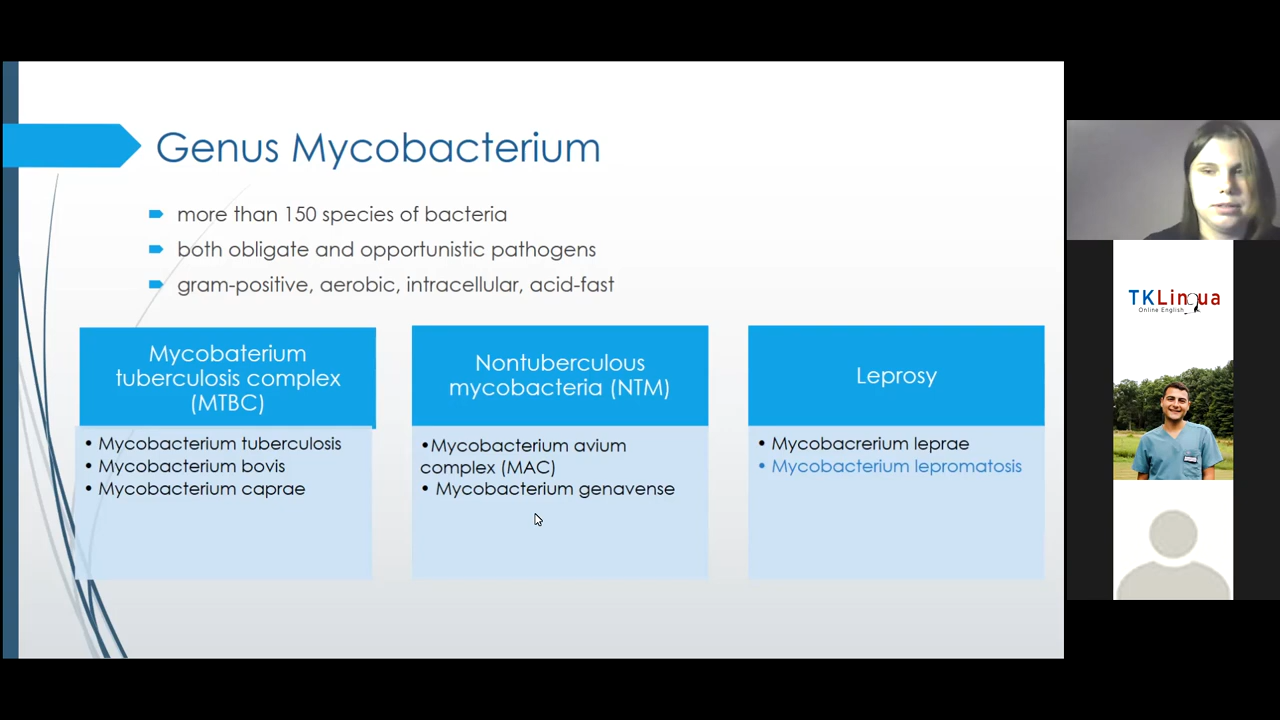 Genus Mycobacterium
more than 150 species of bacteria
both obligate and opportunistic pathogens
gram-positive, aerobic, intracellular, acid-fast
Mycobaterium
tuberculosis complex
(MTBC)
• Mycobacterium tuberculosis
• Mycobacterium bovis
• Mycobacterium caprae
Nontuberculous
mycobacteria (NTM)
•Mycobacterium avium
complex (MAC)
• Mycobacterium genavense
Leprosy
• Mycobacrerium leprae
• Mycobacterium lepromatosis
TKLingua
Online English